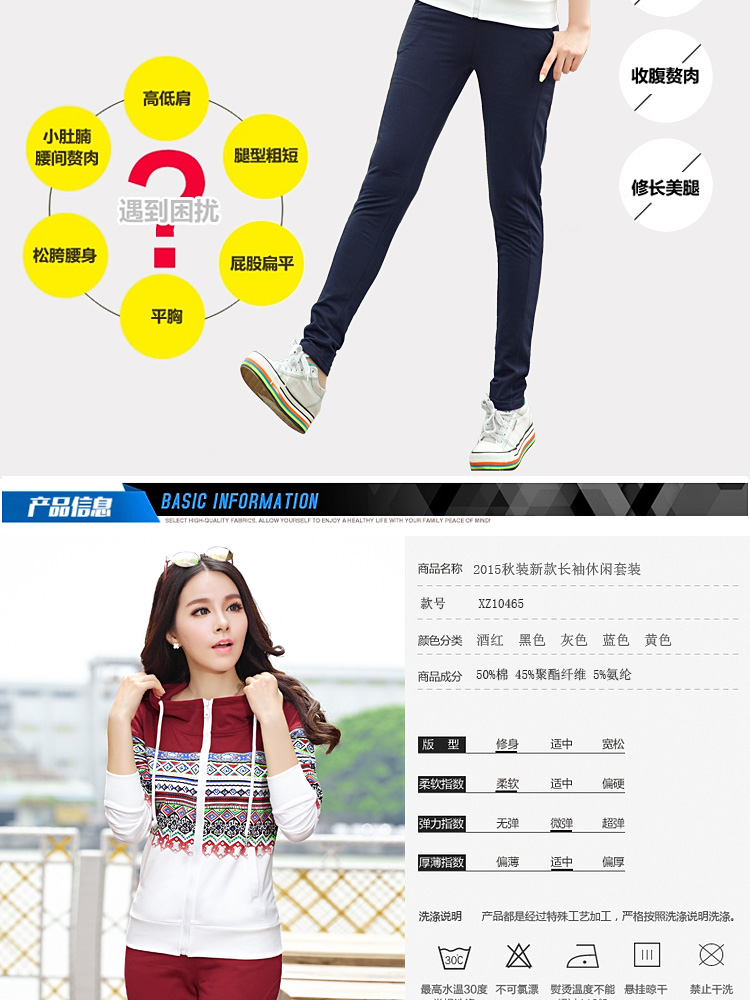 高低肩
小肚腩
腰间赘肉
腿型粗短
遇到困扰
?
松胯腰身
屁股扁平
平胸
收腹赘肉
修长美腿
产品信息
BASIC INFORMATION
SELECT HIGH-QUALITY FABRICS, ALLOW YOURSELF TO ENJOY A HEALTHY LIFE WITH YOUR FAMILY PEACE OF MIND!
商品名称 2015秋装新款长袖休闲套装
款号 XZ10465
颜色分类 酒红 黑色 灰色 蓝色 黄色
商品成分 50%棉 45%聚酯纤维 5%氨纶
版 型 修身 适中 宽松
柔软指数 柔软 适中 偏硬
弹力指数 无弹 微弹 超弹
厚薄指数 偏薄 适中 偏厚
洗涤说明 产品都是经过特殊工艺加工，严格按照洗涤说明洗涤。
30℃
最高水温30度 不可氯漂 熨烫温度不能 悬挂晾干 禁止干洗